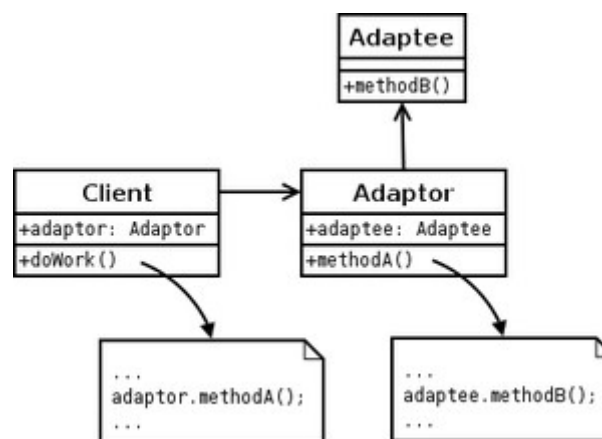 Adaptee
+methodB()
Client
+adaptor: Adaptor
+doWork()
Adaptor
+adaptee: Adaptee
+methodA()
...
adaptor.methodA();
...
...
adaptee.methodB();
...